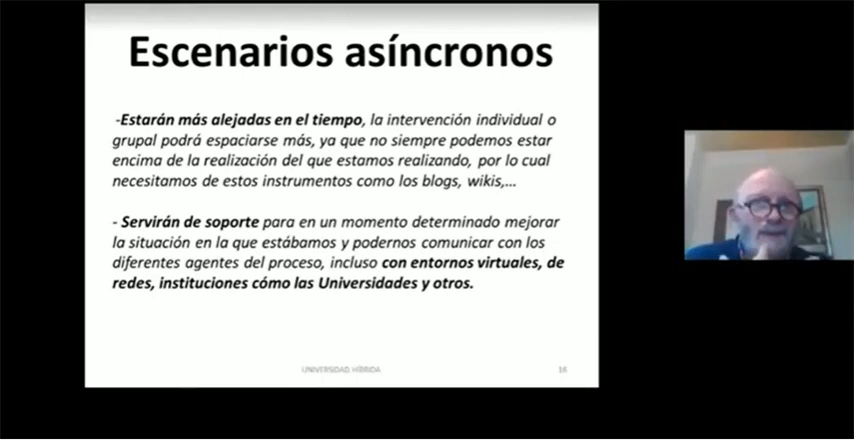 Escenarios asíncronos
-Estarán más alejadas en el tiempo, la intervención individual o
grupal podrá espaciarse más, ya que no siempre podemos estar
encima de la realización del que estamos realizando, por lo cual
necesitamos de estos instrumentos como los blogs, wikis,...
- Servirán de soporte para en un momento determinado mejorar
la situación en la que estábamos y podernos comunicar con los
diferentes agentes del proceso, incluso con entornos virtuales, de
redes, instituciones cómo las Universidades y otros.
UNIVERSIDAD HÍBRIDA
16